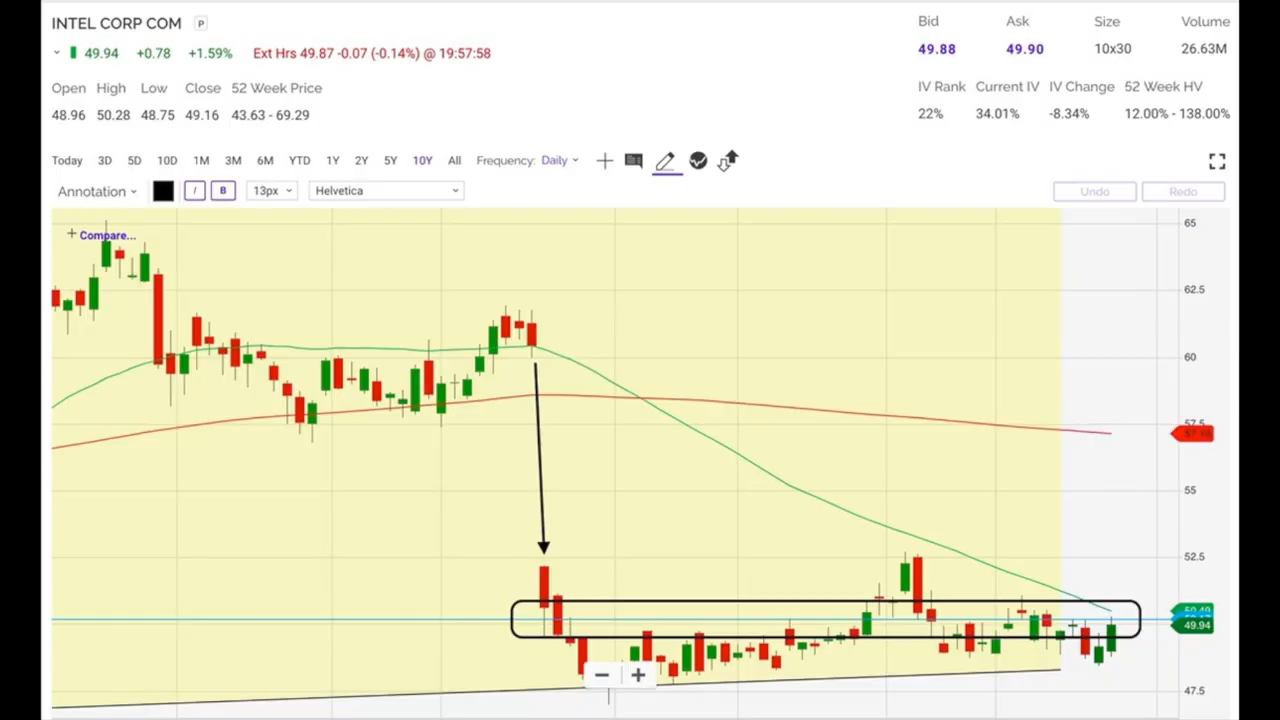 INTEL CORP COM P
Bid Ask Size Volume
49.94 +0.78 +1.59% Ext Hrs 49.87 -0.07 (-0.14%) @ 19:57:58
49.88 49.90 10x30 26.63M
Open High Low Close 52 Week Price
IV Rank Current IV IV Change 52 Week HV
48.96 50.28 48.75 49.16 43.63 - 69.29
22% 34.01% -8.34% 12.00% - 138.00%
Today 3D 5D 10D 1M 3M 6M YTD 1Y 2Y 5Y 10Y All Frequency: Daily
Annotation I B 13px Helvetica Undo Redo
65
+ Compare...
62.5
60
57.5
55
52.5
49.94
− +
47.5